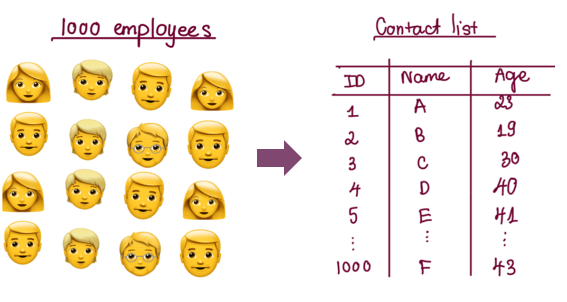 1000 employees
Contact list
ID Name Age
1 A 23
2 B 19
3 C 30
4 D 40
5 E 41
⋮ ⋮ ⋮
1000 F 43